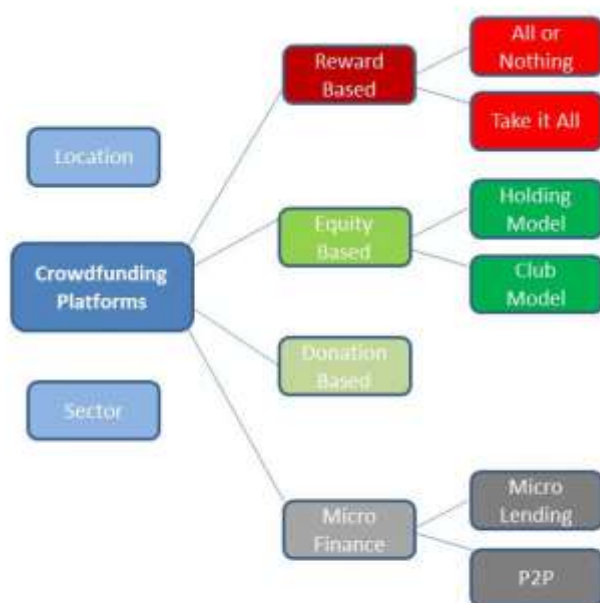 All or
Nothing
Reward
Based
Take it All
Location
Holding
Model
Equity
Based
Crowdfunding
Platforms
Club
Model
Donation
Based
Sector
Micro
Lending
Micro
Finance
P2P